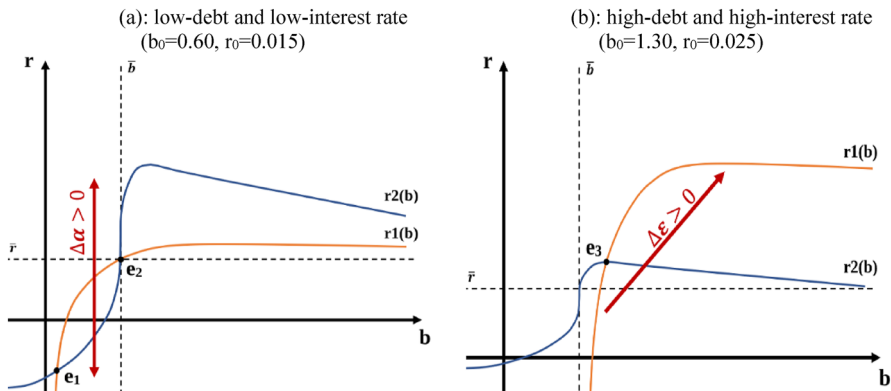 (a): low-debt and low-interest rate
(b₀=0.60, r₀=0.015)
r
b̄
r2(b)
r1(b)
r̄
Δα > 0
e₂
e₁
b
(b): high-debt and high-interest rate
(b₀=1.30, r₀=0.025)
r
b̄
r1(b)
Δε > 0
e₃
r2(b)
r̄
b